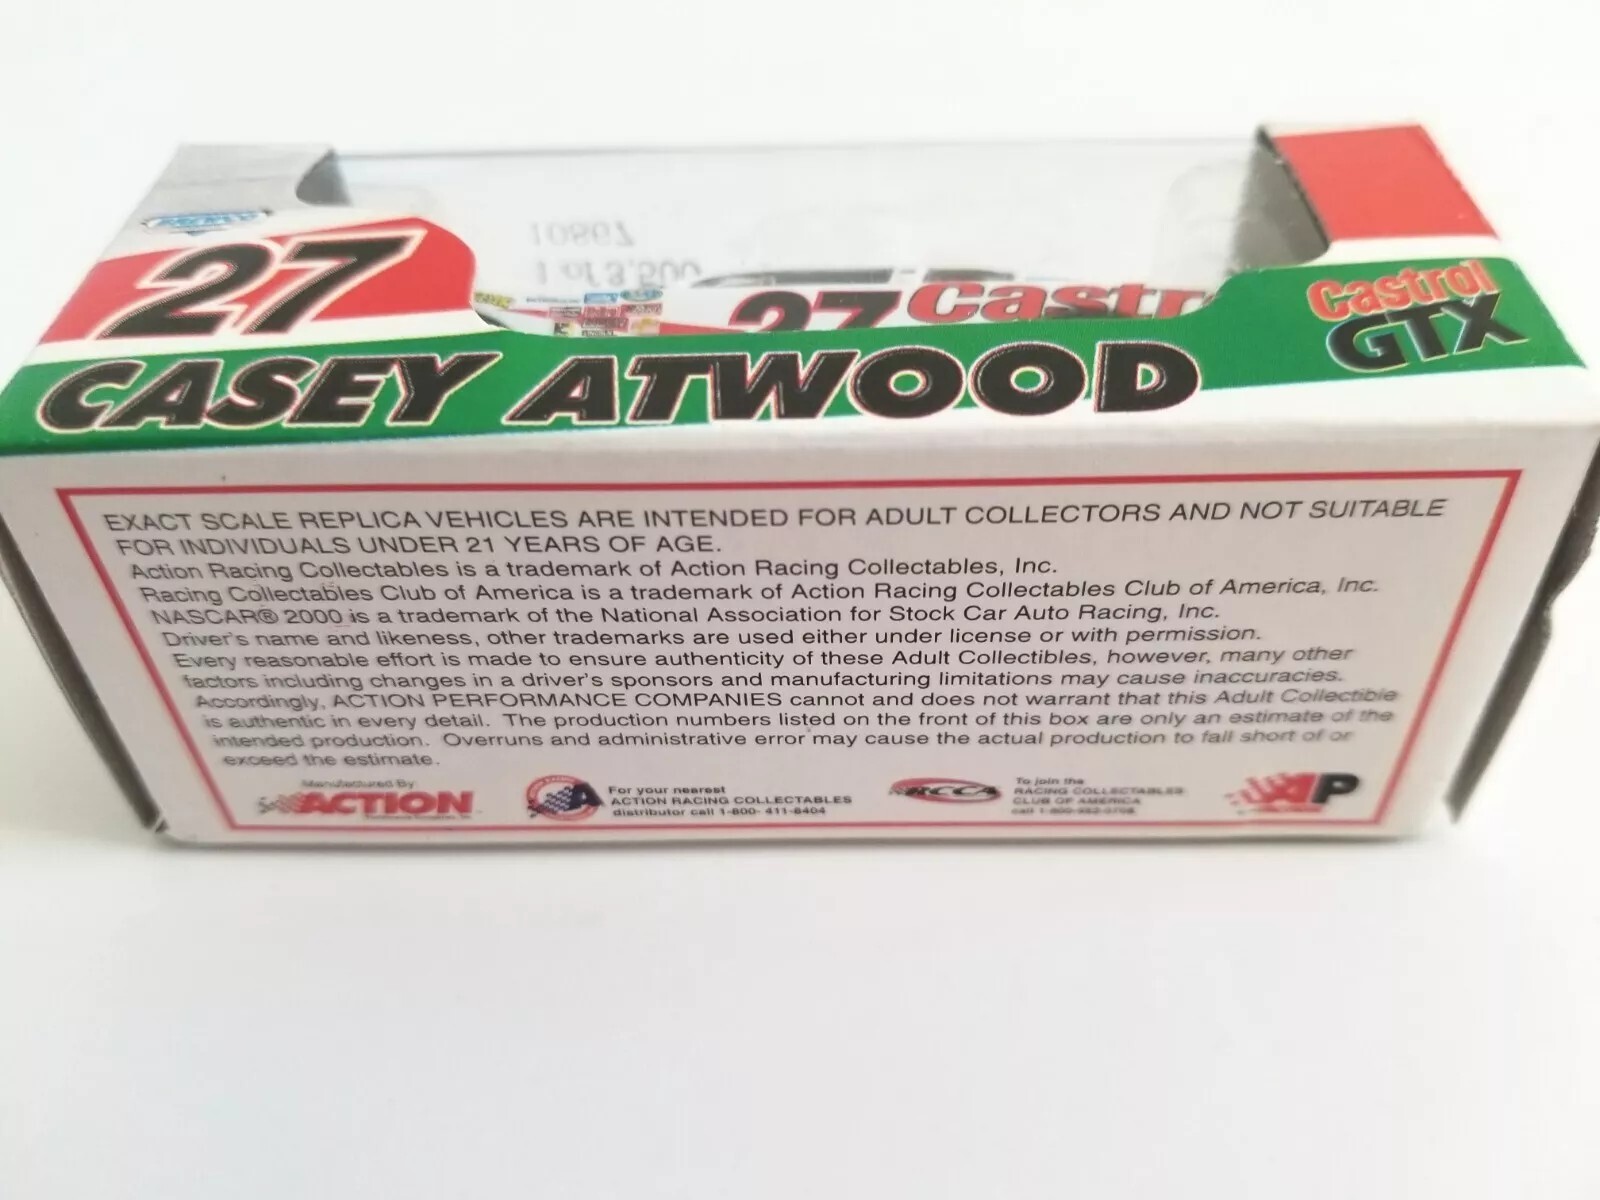 10867
1 of 3,500
27
27 Castr
Castrol
GTX
CASEY ATWOOD
EXACT SCALE REPLICA VEHICLES ARE INTENDED FOR ADULT COLLECTORS AND NOT SUITABLE
FOR INDIVIDUALS UNDER 21 YEARS OF AGE.
Action Racing Collectables is a trademark of Action Racing Collectables, Inc.
Racing Collectables Club of America is a trademark of Action Racing Collectables Club of America, Inc.
NASCAR® 2000 is a trademark of the National Association for Stock Car Auto Racing, Inc.
Driver's name and likeness, other trademarks are used either under license or with permission.
Every reasonable effort is made to ensure authenticity of these Adult Collectibles, however, many other
factors including changes in a driver's sponsors and manufacturing limitations may cause inaccuracies.
Accordingly, ACTION PERFORMANCE COMPANIES cannot and does not warrant that this Adult Collectible
is authentic in every detail. The production numbers listed on the front of this box are only an estimate of the
intended production. Overruns and administrative error may cause the actual production to fall short of or
exceed the estimate.
Manufactured By
ACTION
For your nearest
ACTION RACING COLLECTABLES
distributor call 1-800-411-8404
RCCA
To join the
RACING COLLECTABLES
CLUB OF AMERICA
AP